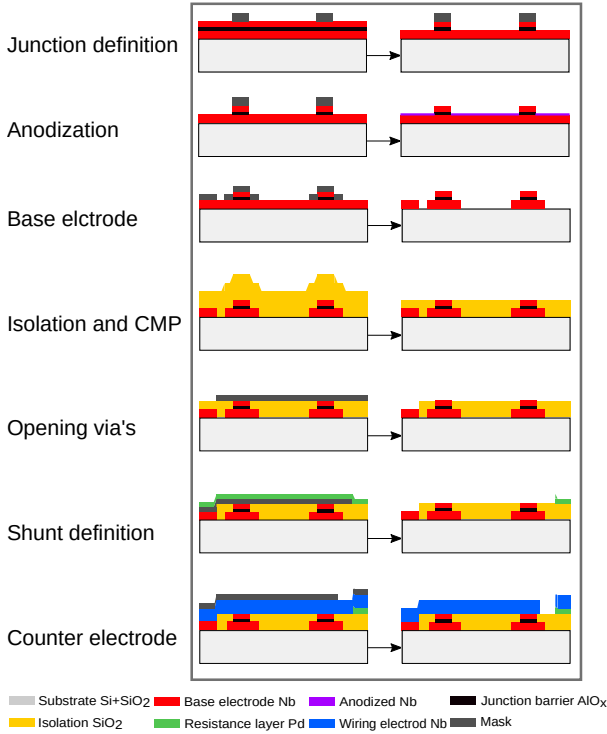 Junction definition
Anodization
Base elctrode
Isolation and CMP
Opening via's
Shunt definition
Counter electrode
Substrate Si+SiO₂ Base electrode Nb Anodized Nb Junction barrier AlOₓ
Isolation SiO₂ Resistance layer Pd Wiring electrod Nb Mask